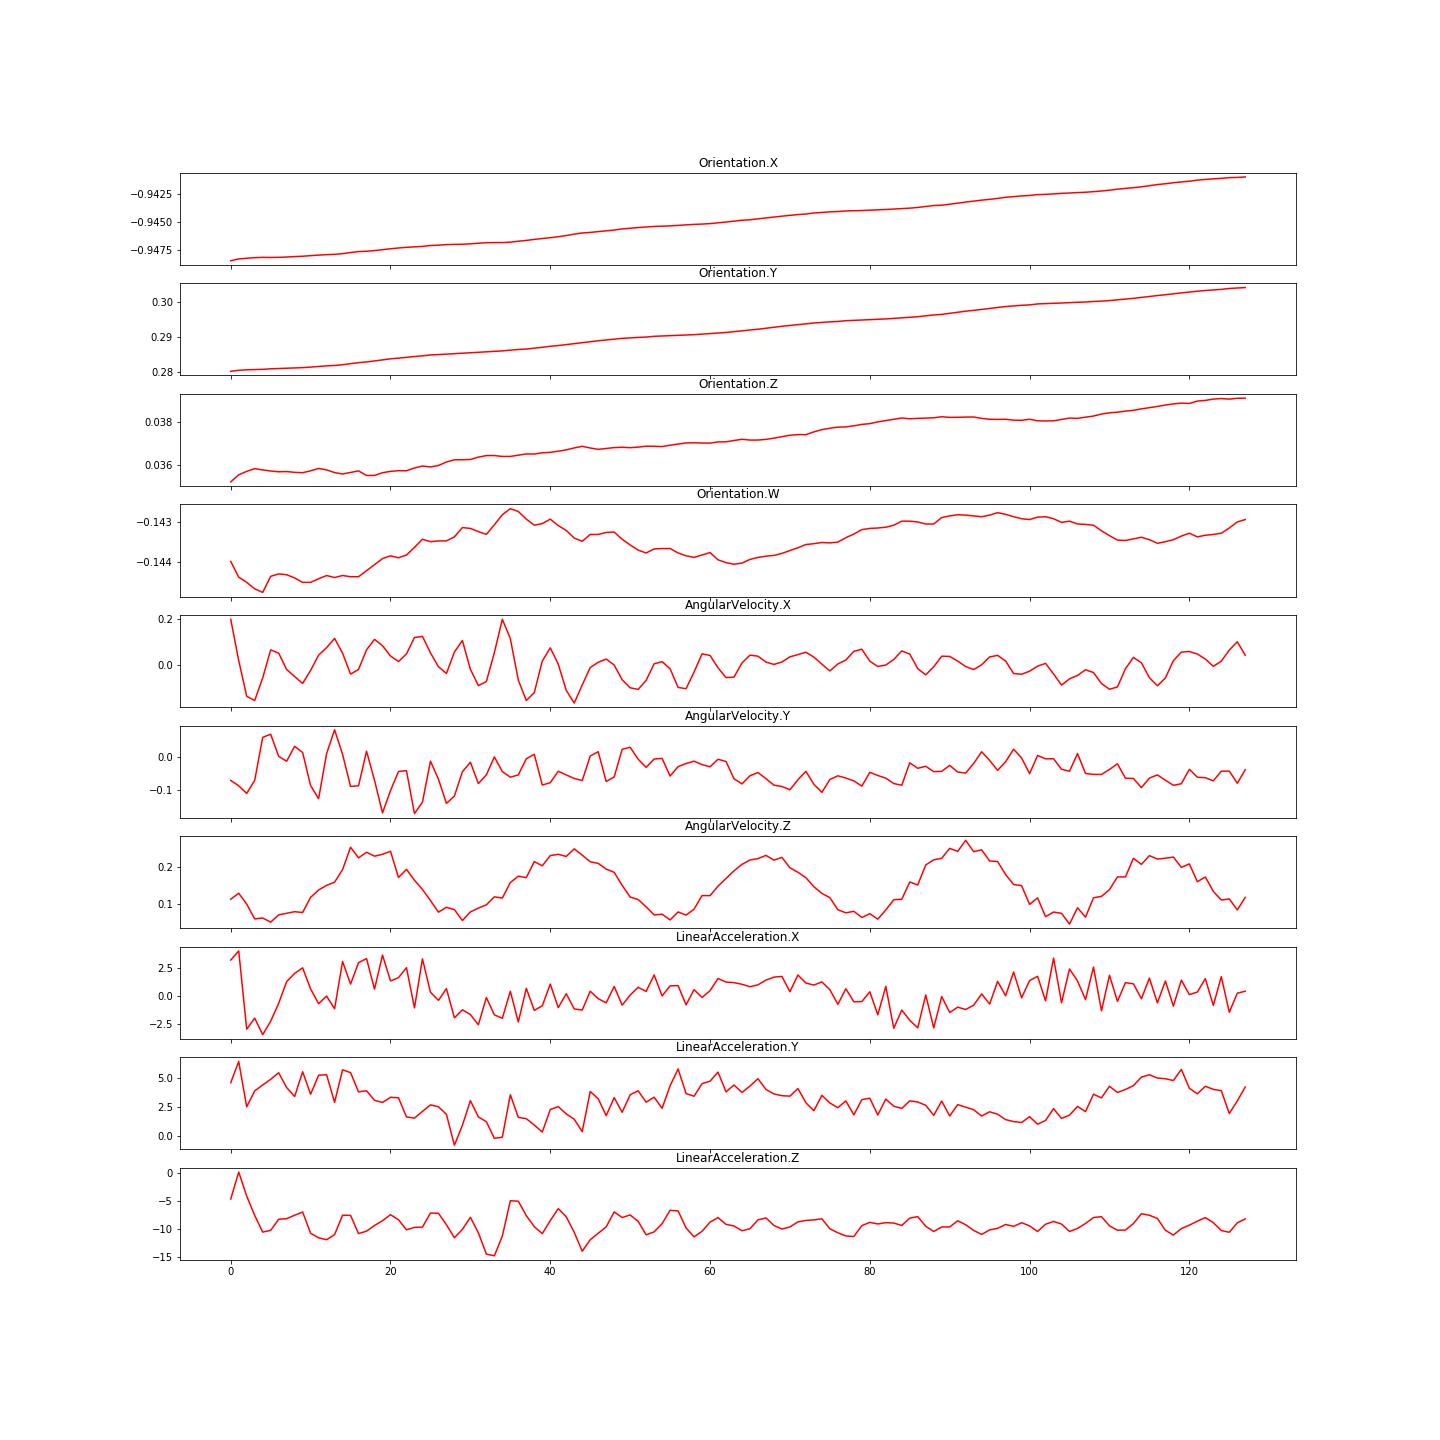 Orientation.X
−0.9425
−0.9450
−0.9475
Orientation.Y
0.30
0.29
0.28
Orientation.Z
0.038
0.036
Orientation.W
−0.143
−0.144
AngularVelocity.X
0.2
0.0
AngularVelocity.Y
0.0
−0.1
AngularVelocity.Z
0.2
0.1
LinearAcceleration.X
2.5
0.0
−2.5
LinearAcceleration.Y
5.0
2.5
0.0
LinearAcceleration.Z
0
−5
−10
−15
0 20 40 60 80 100 120